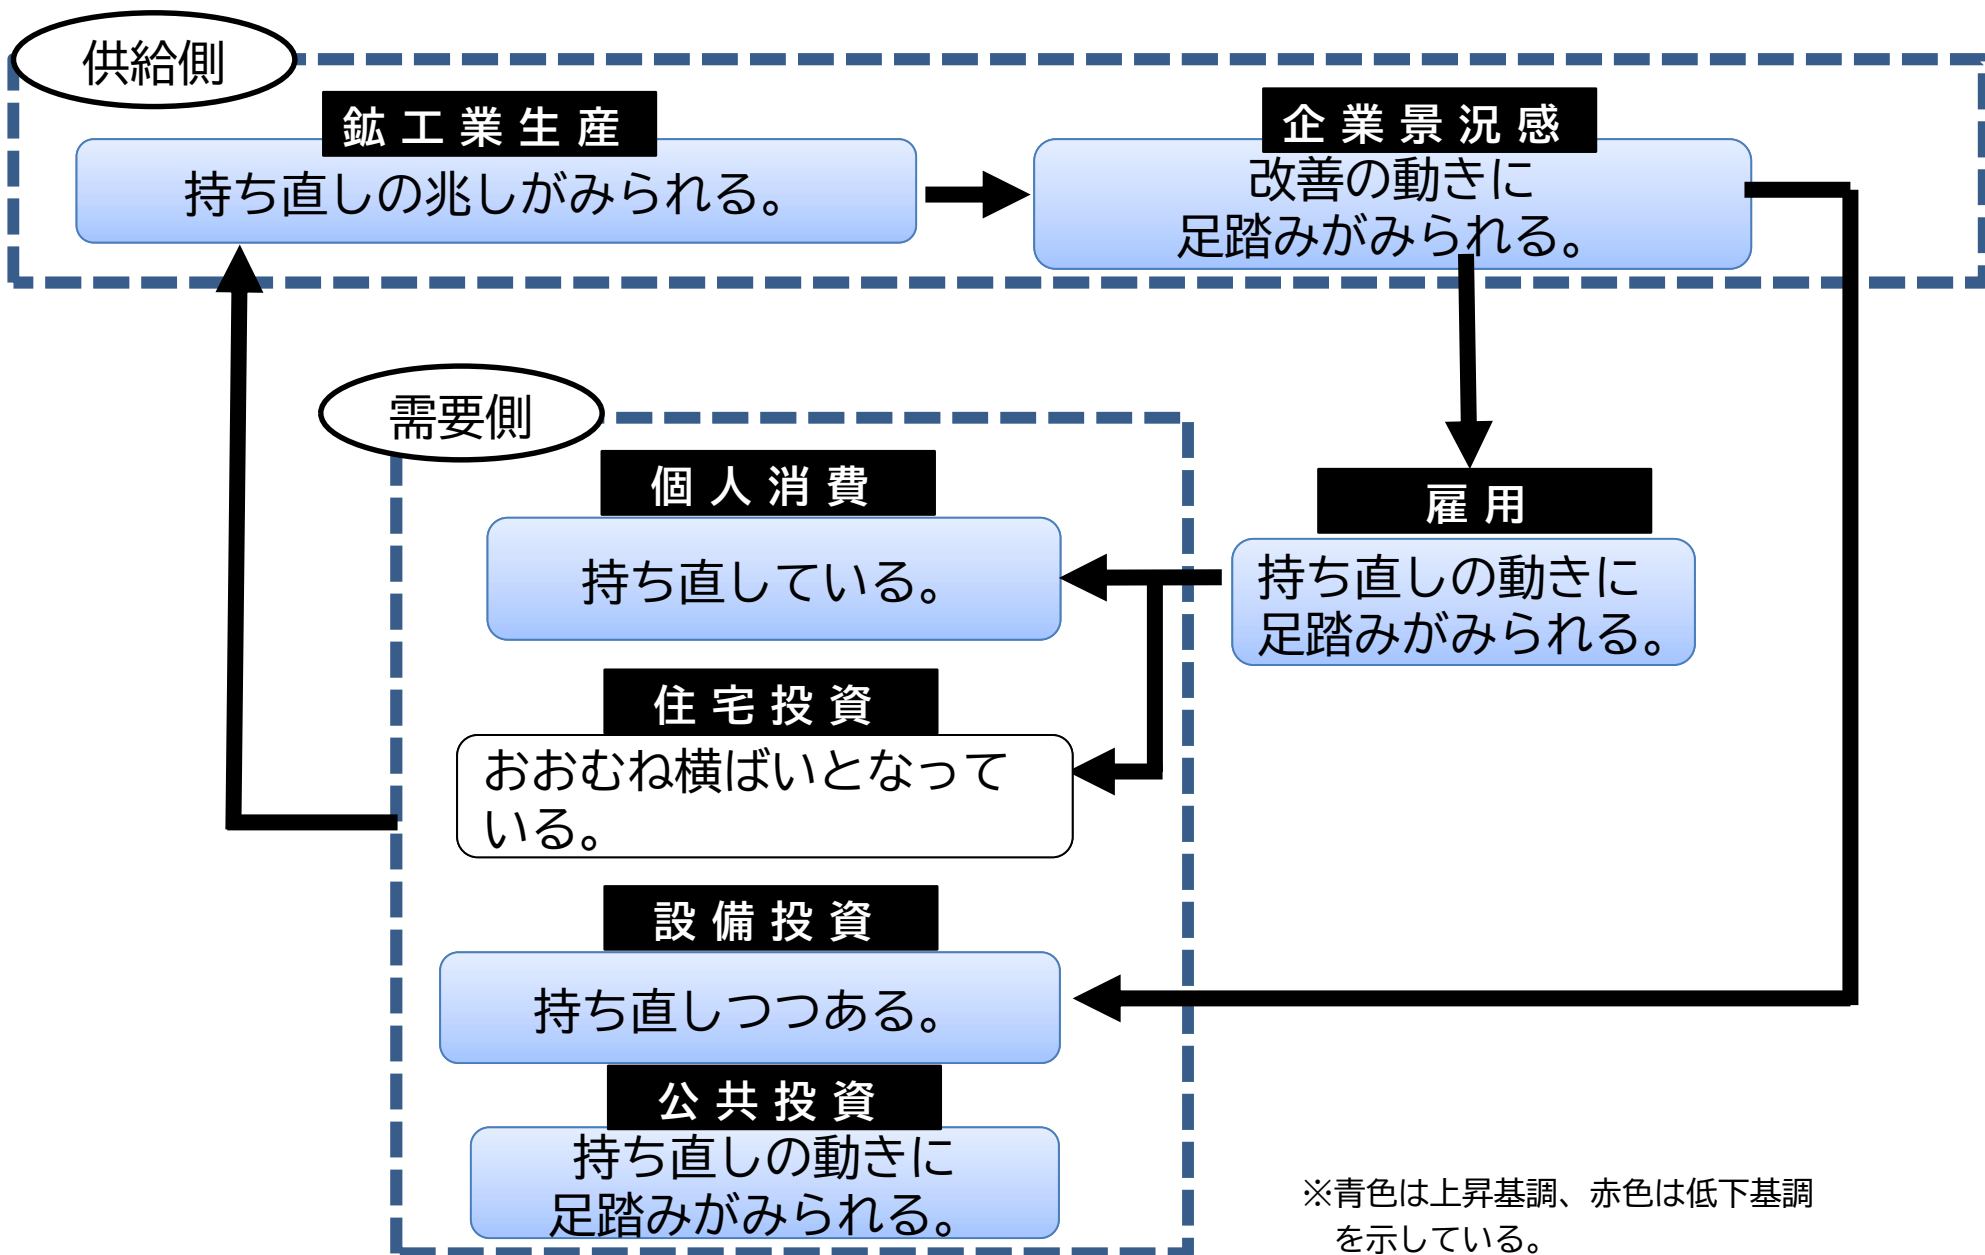 供給側
鉱工業生産
持ち直しの兆しがみられる。
企業景況感
改善の動きに
足踏みがみられる。
需要側
個人消費
持ち直している。
雇用
持ち直しの動きに
足踏みがみられる。
住宅投資
おおむね横ばいとなって
いる。
設備投資
持ち直しつつある。
公共投資
持ち直しの動きに
足踏みがみられる。
※青色は上昇基調、赤色は低下基調
を示している。